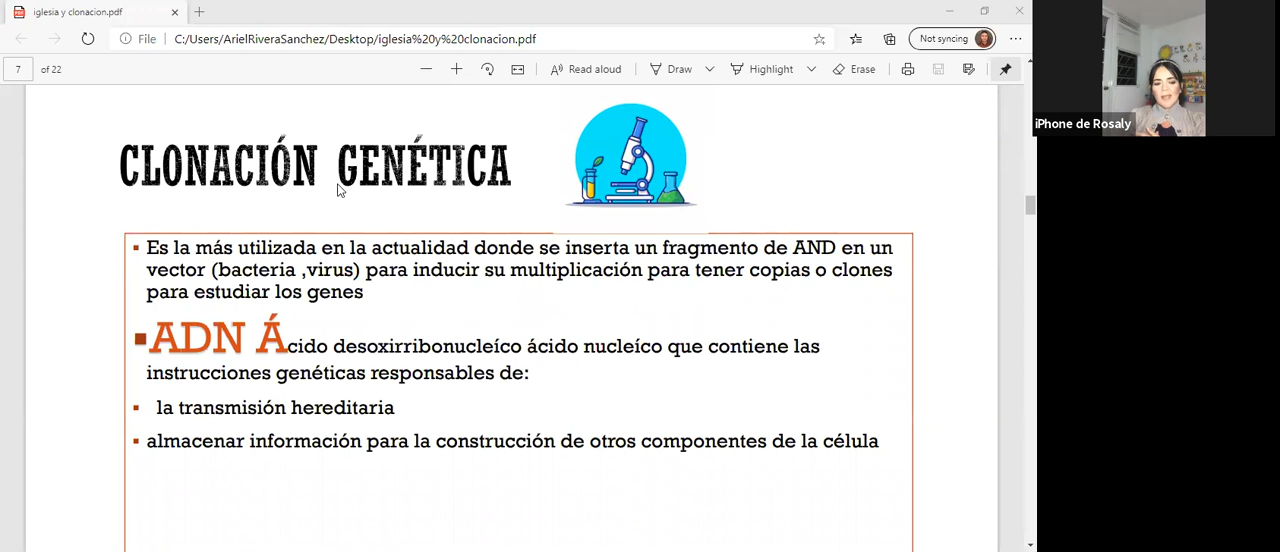 iglesia y clonacion.pdf
File
C:/Users/ArielRiveraSanchez/Desktop/iglesia%20y%20clonacion.pdf
Not syncing
7 of 22
Read aloud
Draw
Highlight
Erase
iPhone de Rosaly
CLONACIÓN GENÉTICA
Es la más utilizada en la actualidad donde se inserta un fragmento de AND en un
vector (bacteria ,virus) para inducir su multiplicación para tener copias o clones
para estudiar los genes
ADN Ácido desoxirribonucleíco ácido nucleíco que contiene las
instrucciones genéticas responsables de:
la transmisión hereditaria
almacenar información para la construcción de otros componentes de la célula